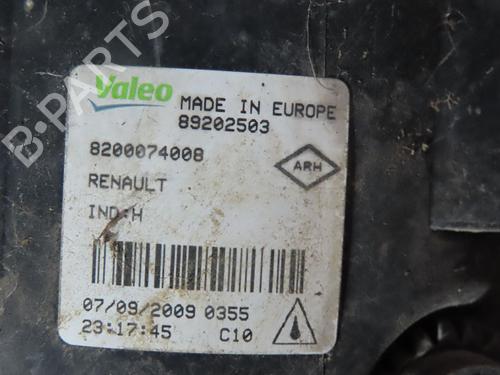 B-PARTS
Valeo
MADE IN EUROPE
89202503
8200074008
ARH
RENAULT
IND:H
07/09/2009 0355
23:17:45 C10